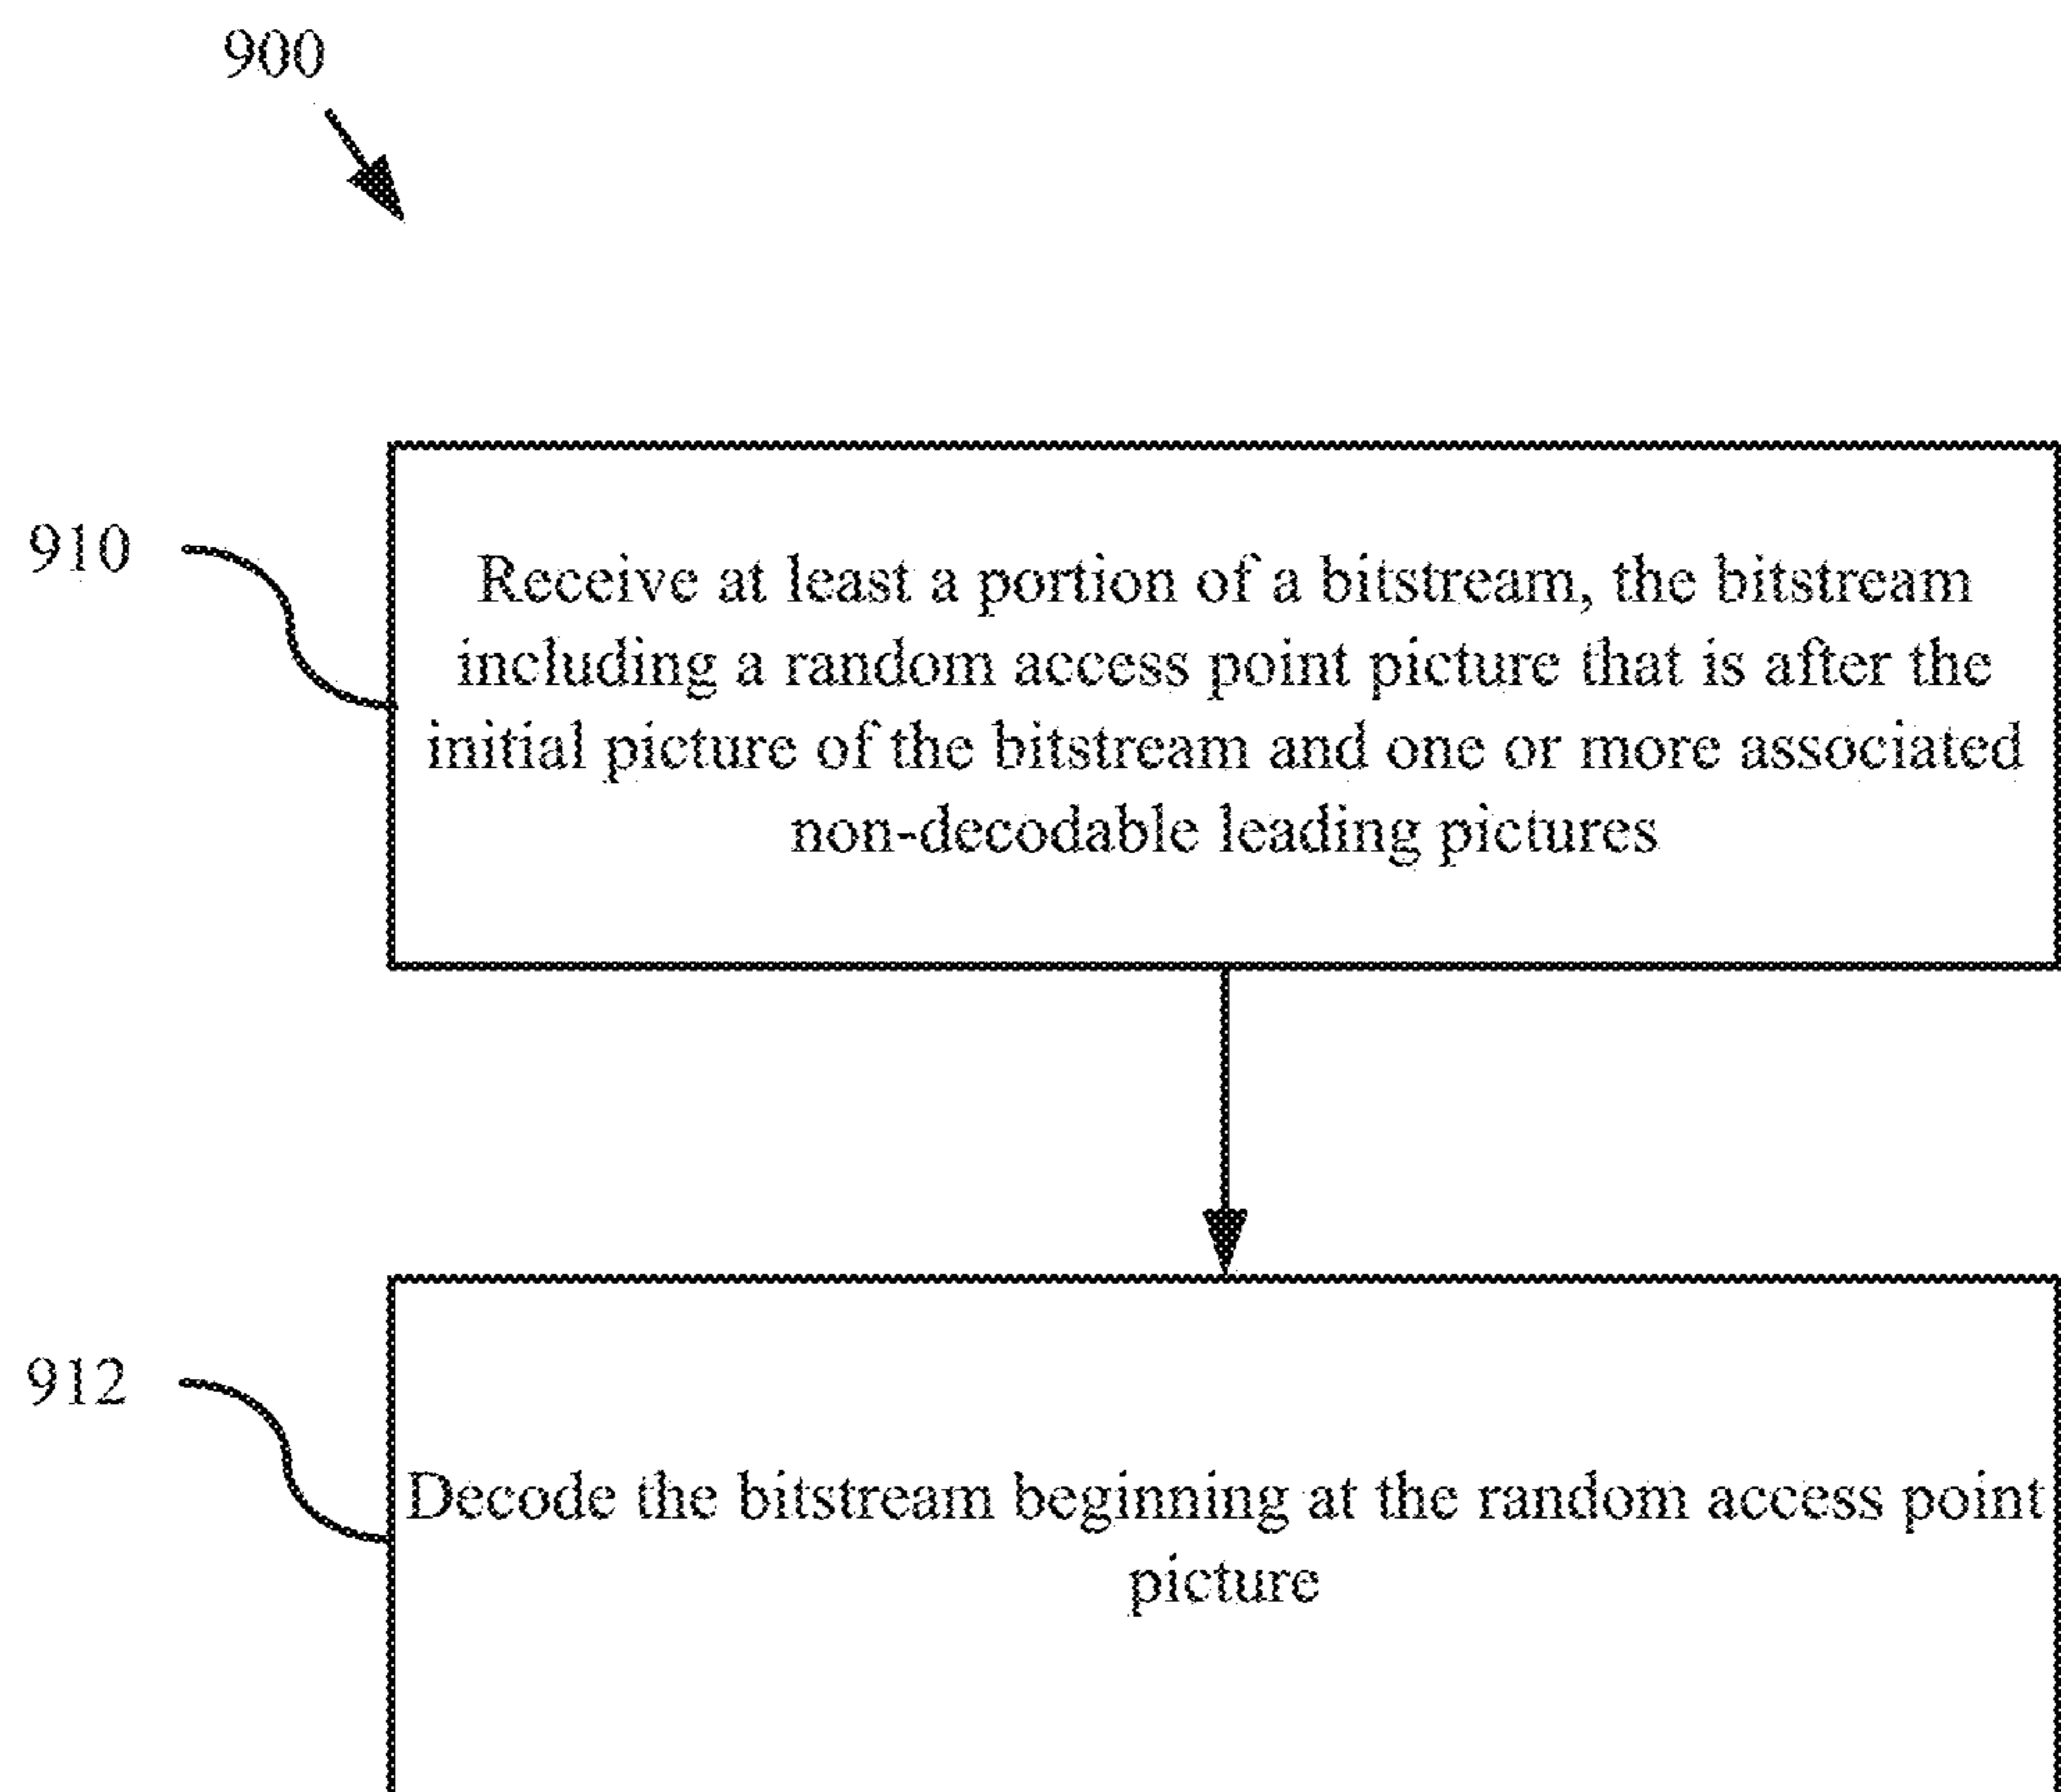 900
910
Receive at least a portion of a bitstream, the bitstream
including a random access point picture that is after the
initial picture of the bitstream and one or more associated
non-decodable leading pictures
912
Decode the bitstream beginning at the random access point
picture